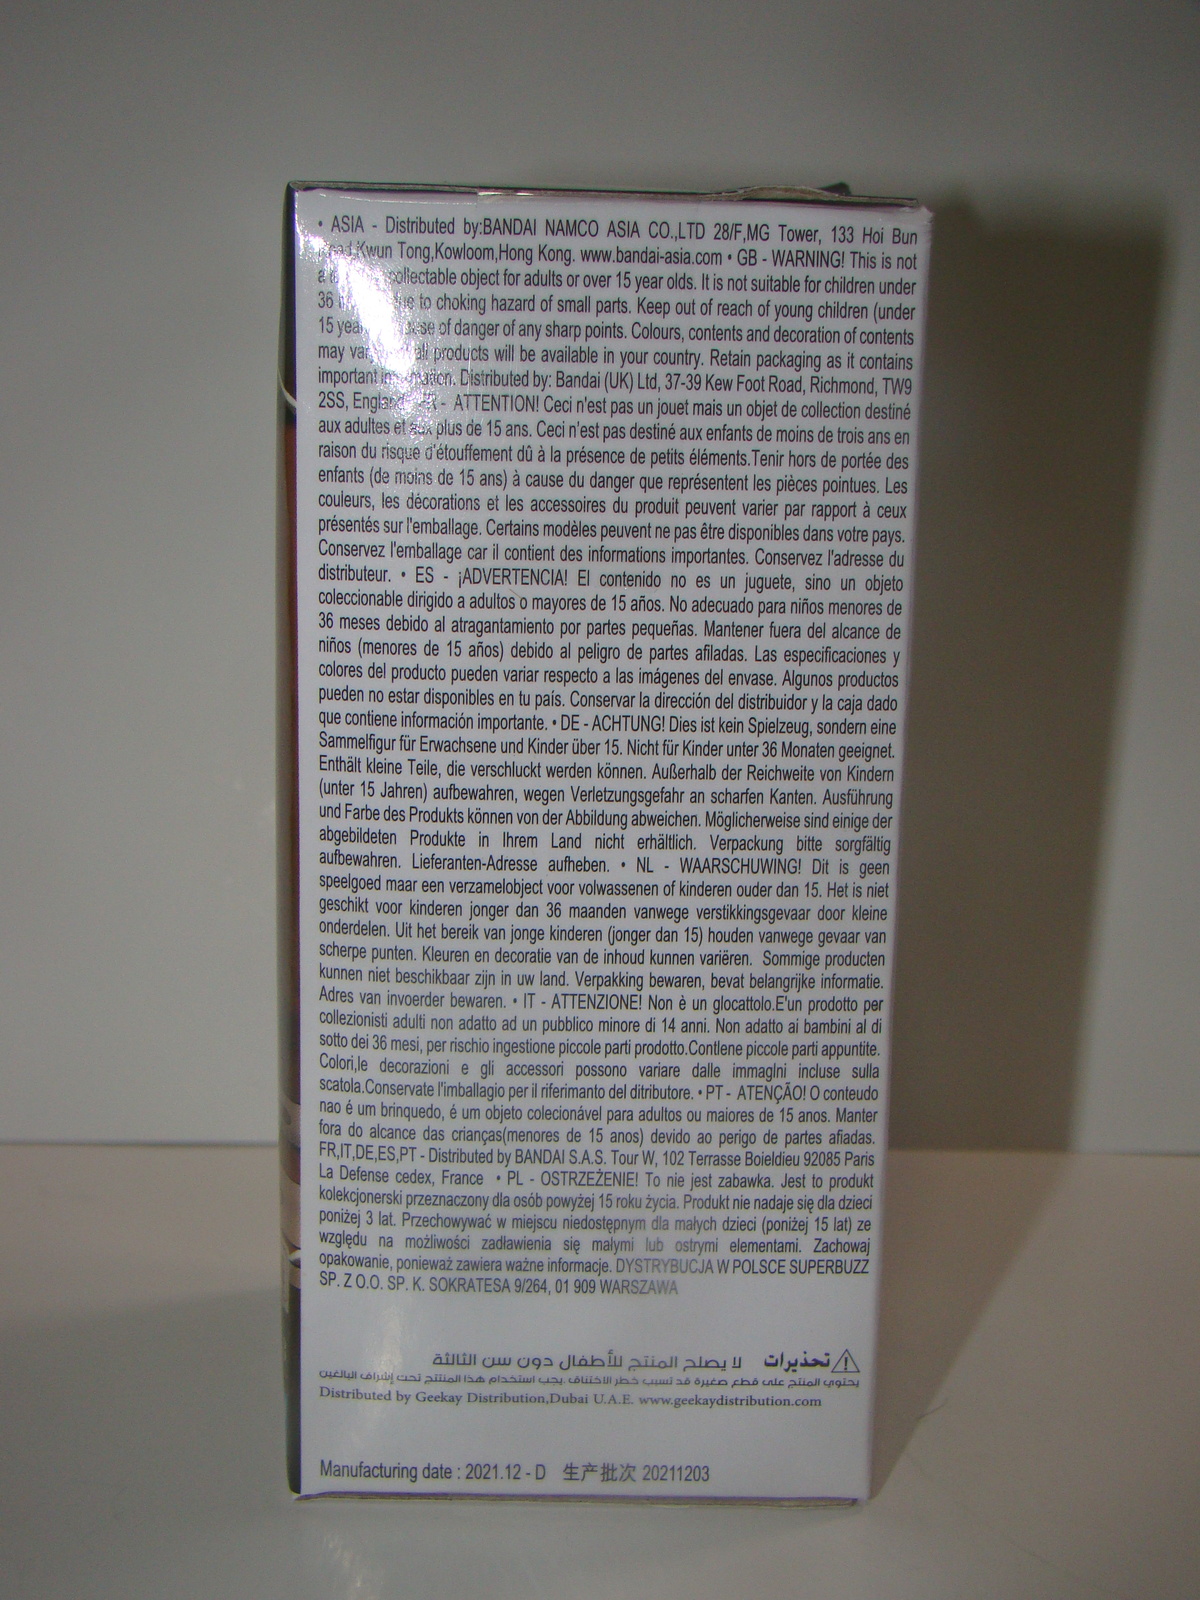 • ASIA - Distributed by:BANDAI NAMCO ASIA CO.,LTD 28/F,MG Tower, 133 Hoi Bun
Road,Kwun Tong,Kowloom,Hong Kong. www.bandai-asia.com • GB - WARNING! This is not
a collectable object for adults or over 15 year olds. It is not suitable for children under
36 due to choking hazard of small parts. Keep out of reach of young children (under
15 of danger of any sharp points. Colours, contents and decoration of contents
may all products will be available in your country. Retain packaging as it contains
important information. Distributed by: Bandai (UK) Ltd, 37-39 Kew Foot Road, Richmond, TW9
2SS, England • FR - ATTENTION! Ceci n'est pas un jouet mais un objet de collection destiné
aux adultes et aux plus de 15 ans. Ceci n'est pas destiné aux enfants de moins de trois ans en
raison du risque d'étouffement dû à la présence de petits éléments.Tenir hors de portée des
enfants (de moins de 15 ans) à cause du danger que représentent les pièces pointues. Les
couleurs, les décorations et les accessoires du produit peuvent varier par rapport à ceux
présentés sur l'emballage. Certains modèles peuvent ne pas être disponibles dans votre pays.
Conservez l'emballage car il contient des informations importantes. Conservez l'adresse du
distributeur. • ES - ¡ADVERTENCIA! El contenido no es un juguete, sino un objeto
coleccionable dirigido a adultos o mayores de 15 años. No adecuado para niños menores de
36 meses debido al atragantamiento por partes pequeñas. Mantener fuera del alcance de
niños (menores de 15 años) debido al peligro de partes afiladas. Las especificaciones y
colores del producto pueden variar respecto a las imágenes del envase. Algunos productos
pueden no estar disponibles en tu país. Conservar la dirección del distribuidor y la caja dado
que contiene información importante. • DE - ACHTUNG! Dies ist kein Spielzeug, sondern eine
Sammelfigur für Erwachsene und Kinder über 15. Nicht für Kinder unter 36 Monaten geeignet.
Enthält kleine Teile, die verschluckt werden können. Außerhalb der Reichweite von Kindern
(unter 15 Jahren) aufbewahren, wegen Verletzungsgefahr an scharfen Kanten. Ausführung
und Farbe des Produkts können von der Abbildung abweichen. Möglicherweise sind einige der
abgebildeten Produkte in Ihrem Land nicht erhältlich. Verpackung bitte sorgfältig
aufbewahren. Lieferanten-Adresse aufheben. • NL - WAARSCHUWING! Dit is geen
speelgoed maar een verzamelobject voor volwassenen of kinderen ouder dan 15. Het is niet
geschikt voor kinderen jonger dan 36 maanden vanwege verstikkingsgevaar door kleine
onderdelen. Uit het bereik van jonge kinderen (jonger dan 15) houden vanwege gevaar van
scherpe punten. Kleuren en decoratie van de inhoud kunnen variëren. Sommige producten
kunnen niet beschikbaar zijn in uw land. Verpakking bewaren, bevat belangrijke informatie.
Adres van invoerder bewaren. • IT - ATTENZIONE! Non è un glocattolo.E'un prodotto per
collezionisti adulti non adatto ad un pubblico minore di 14 anni. Non adatto ai bambini al di
sotto dei 36 mesi, per rischio ingestione piccole parti prodotto.Contlene piccole parti appuntite.
Colori,le decorazioni e gli accessori possono variare dalle immaglni incluse sulla
scatola.Conservate l'imballagio per il riferimanto del ditributore. • PT - ATENÇÃO! O conteudo
nao é um brinquedo, é um objeto colecionável para adultos ou maiores de 15 anos. Manter
fora do alcance das crianças(menores de 15 anos) devido ao perigo de partes afiadas.
FR,IT,DE,ES,PT - Distributed by BANDAI S.A.S. Tour W, 102 Terrasse Boieldieu 92085 Paris
La Defense cedex, France • PL - OSTRZEŻENIE! To nie jest zabawka. Jest to produkt
kolekcjonerski przeznaczony dla osób powyżej 15 roku życia. Produkt nie nadaje się dla dzieci
poniżej 3 lat. Przechowywać w miejscu niedostępnym dla małych dzieci (poniżej 15 lat) ze
względu na możliwości zadławienia się małymi lub ostrymi elementami. Zachowaj
opakowanie, ponieważ zawiera ważne informacje. DYSTRYBUCJA W POLSCE SUPERBUZZ
SP. Z O.O. SP. K. SOKRATESA 9/264, 01 909 WARSZAWA
تحذيرات لا يصلح المنتج للأطفال دون سن الثالثة
يحتوي المنتج على قطع صغيرة قد تسبب خطر الاختناق. يجب استخدام هذا المنتج تحت إشراف البالغين
Distributed by Geekay Distribution,Dubai U.A.E. www.geekaydistribution.com
Manufacturing date : 2021.12 - D 生产批次 20211203